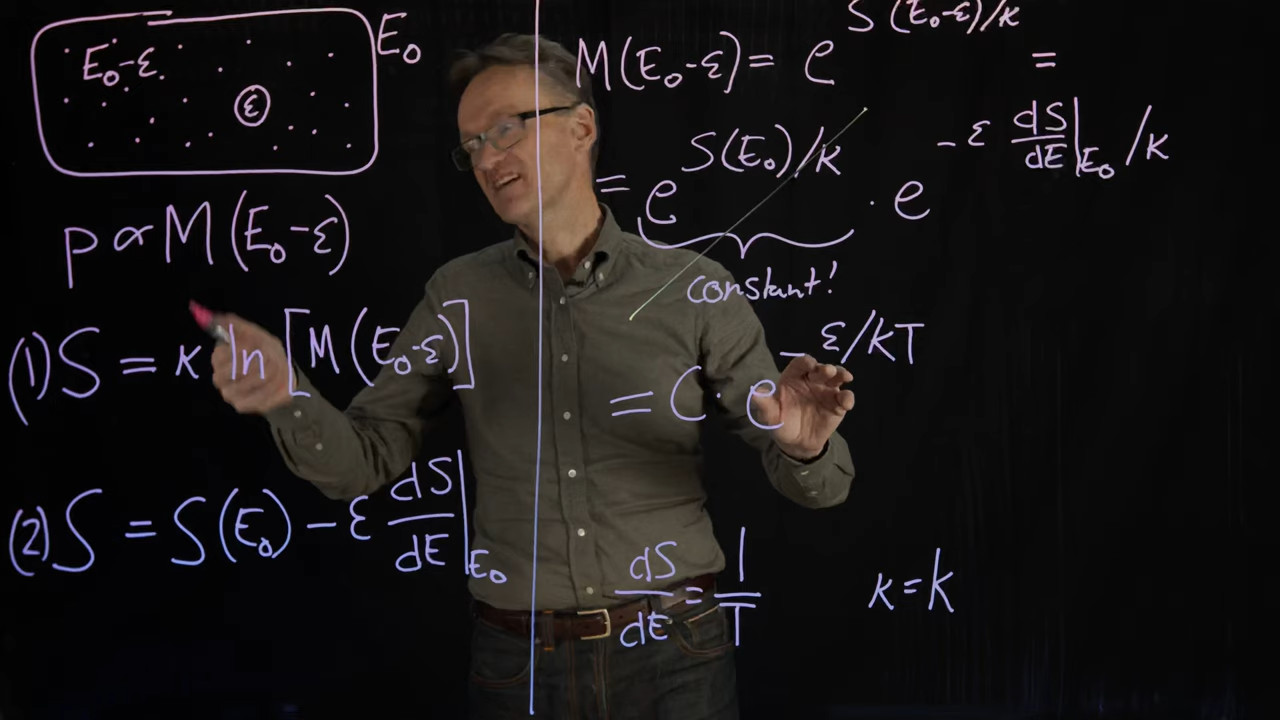 E₀
E₀-ε
ε
p ∝ M(E₀-ε)
(1) S = κ ln[M(E₀-ε)]
(2) S = S(E₀) - ε dS/dE|E₀
M(E₀-ε) = e^{S(E₀-ε)/κ} =
= e^{S(E₀)/κ} · e^{-ε dS/dE|E₀ /κ}
constant!
= C · e^{-ε/kT}
dS/dE = 1/T
κ = k